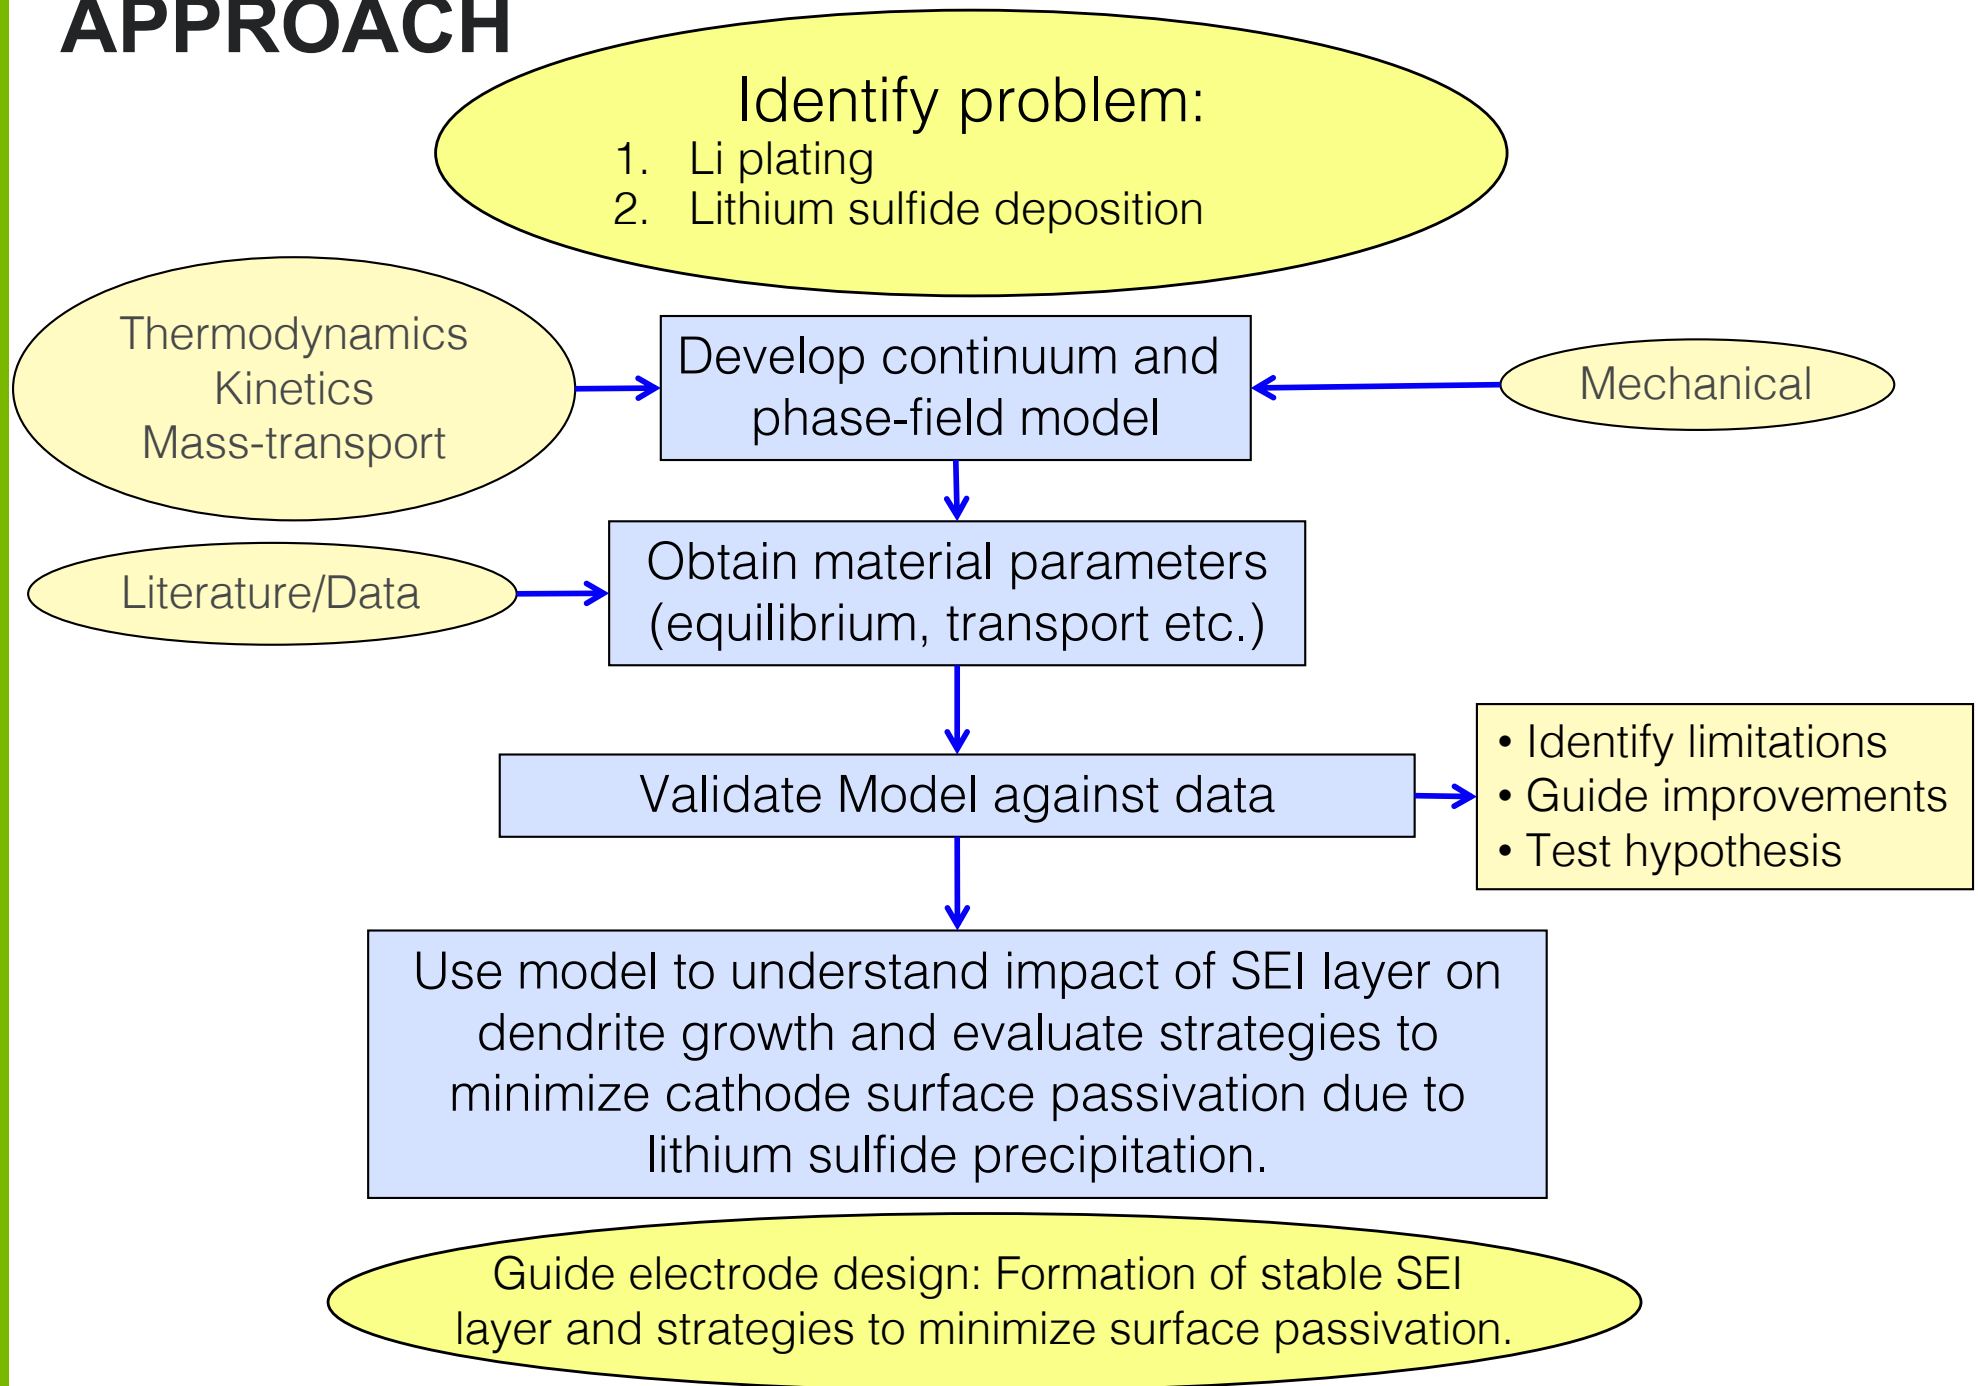 APPROACH
Identify problem:
1. Li plating
2. Lithium sulfide deposition
Thermodynamics
Kinetics
Mass-transport
Develop continuum and
phase-field model
Mechanical
Literature/Data
Obtain material parameters
(equilibrium, transport etc.)
Validate Model against data
• Identify limitations
• Guide improvements
• Test hypothesis
Use model to understand impact of SEI layer on
dendrite growth and evaluate strategies to
minimize cathode surface passivation due to
lithium sulfide precipitation.
Guide electrode design: Formation of stable SEI
layer and strategies to minimize surface passivation.